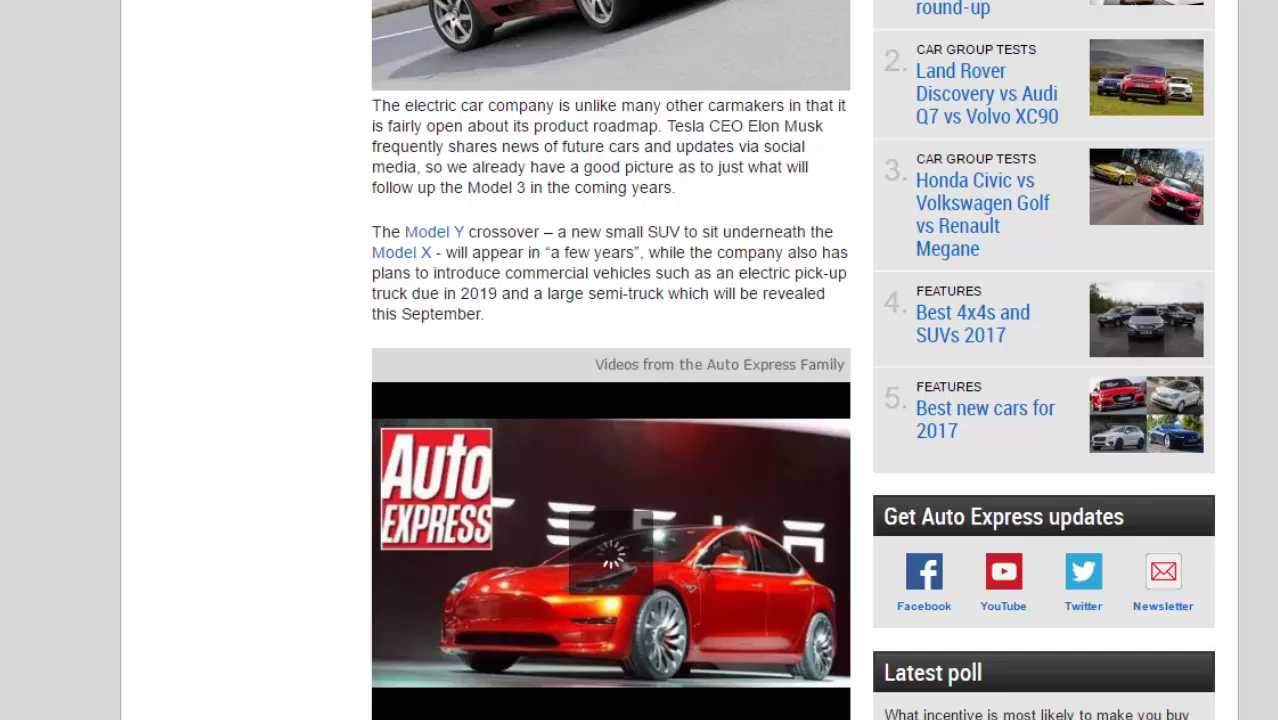 The electric car company is unlike many other carmakers in that it
is fairly open about its product roadmap. Tesla CEO Elon Musk
frequently shares news of future cars and updates via social
media, so we already have a good picture as to just what will
follow up the Model 3 in the coming years.
The Model Y crossover – a new small SUV to sit underneath the
Model X - will appear in “a few years”, while the company also has
plans to introduce commercial vehicles such as an electric pick-up
truck due in 2019 and a large semi-truck which will be revealed
this September.
Videos from the Auto Express Family
Auto
EXPRESS
TESLA
round-up
2.
CAR GROUP TESTS
Land Rover
Discovery vs Audi
Q7 vs Volvo XC90
3.
CAR GROUP TESTS
Honda Civic vs
Volkswagen Golf
vs Renault
Megane
4.
FEATURES
Best 4x4s and
SUVs 2017
5.
FEATURES
Best new cars for
2017
Get Auto Express updates
Facebook YouTube Twitter Newsletter
Latest poll
What incentive is most likely to make you buy